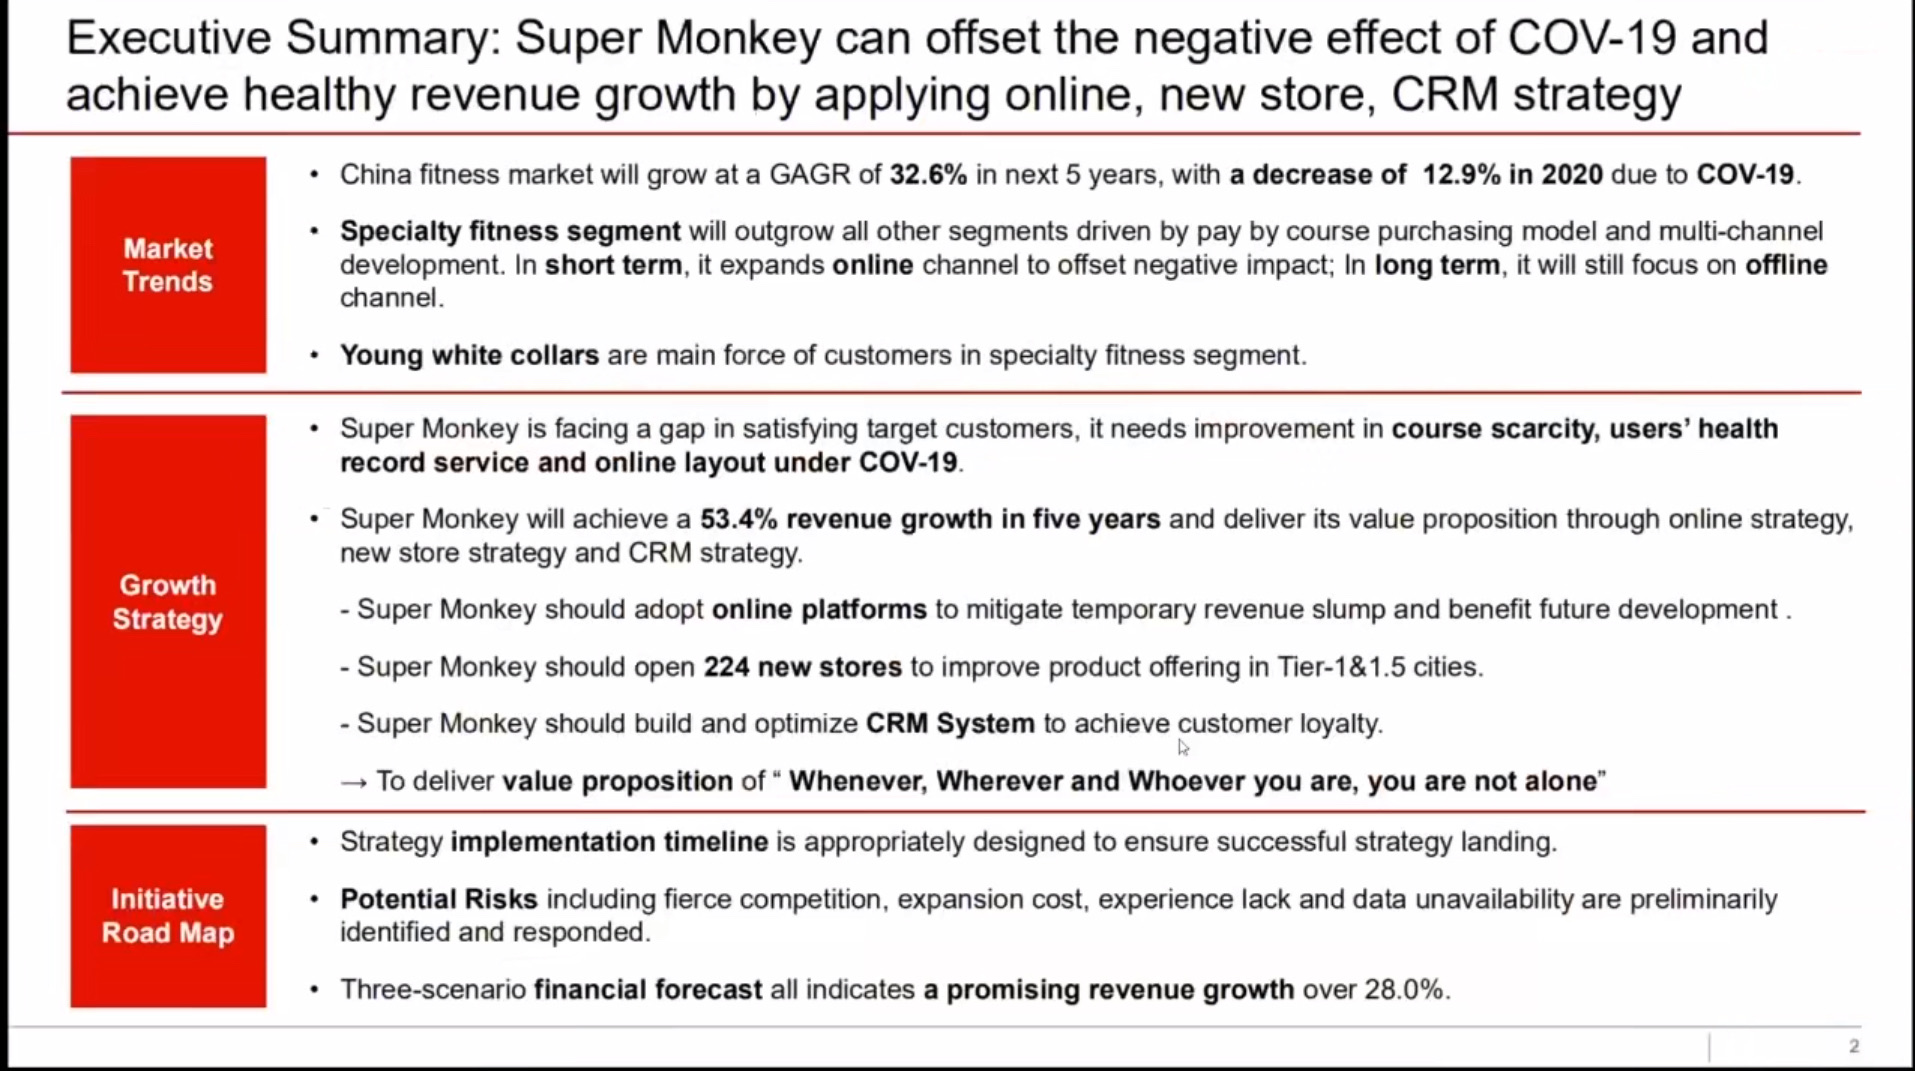 Executive Summary: Super Monkey can offset the negative effect of COV-19 and
achieve healthy revenue growth by applying online, new store, CRM strategy
Market
Trends
• China fitness market will grow at a GAGR of 32.6% in next 5 years, with a decrease of 12.9% in 2020 due to COV-19.
• Specialty fitness segment will outgrow all other segments driven by pay by course purchasing model and multi-channel
development. In short term, it expands online channel to offset negative impact; In long term, it will still focus on offline
channel.
• Young white collars are main force of customers in specialty fitness segment.
Growth
Strategy
• Super Monkey is facing a gap in satisfying target customers, it needs improvement in course scarcity, users’ health
record service and online layout under COV-19.
• Super Monkey will achieve a 53.4% revenue growth in five years and deliver its value proposition through online strategy,
new store strategy and CRM strategy.
- Super Monkey should adopt online platforms to mitigate temporary revenue slump and benefit future development .
- Super Monkey should open 224 new stores to improve product offering in Tier-1&1.5 cities.
- Super Monkey should build and optimize CRM System to achieve customer loyalty.
→ To deliver value proposition of “ Whenever, Wherever and Whoever you are, you are not alone”
Initiative
Road Map
• Strategy implementation timeline is appropriately designed to ensure successful strategy landing.
• Potential Risks including fierce competition, expansion cost, experience lack and data unavailability are preliminarily
identified and responded.
• Three-scenario financial forecast all indicates a promising revenue growth over 28.0%.
2